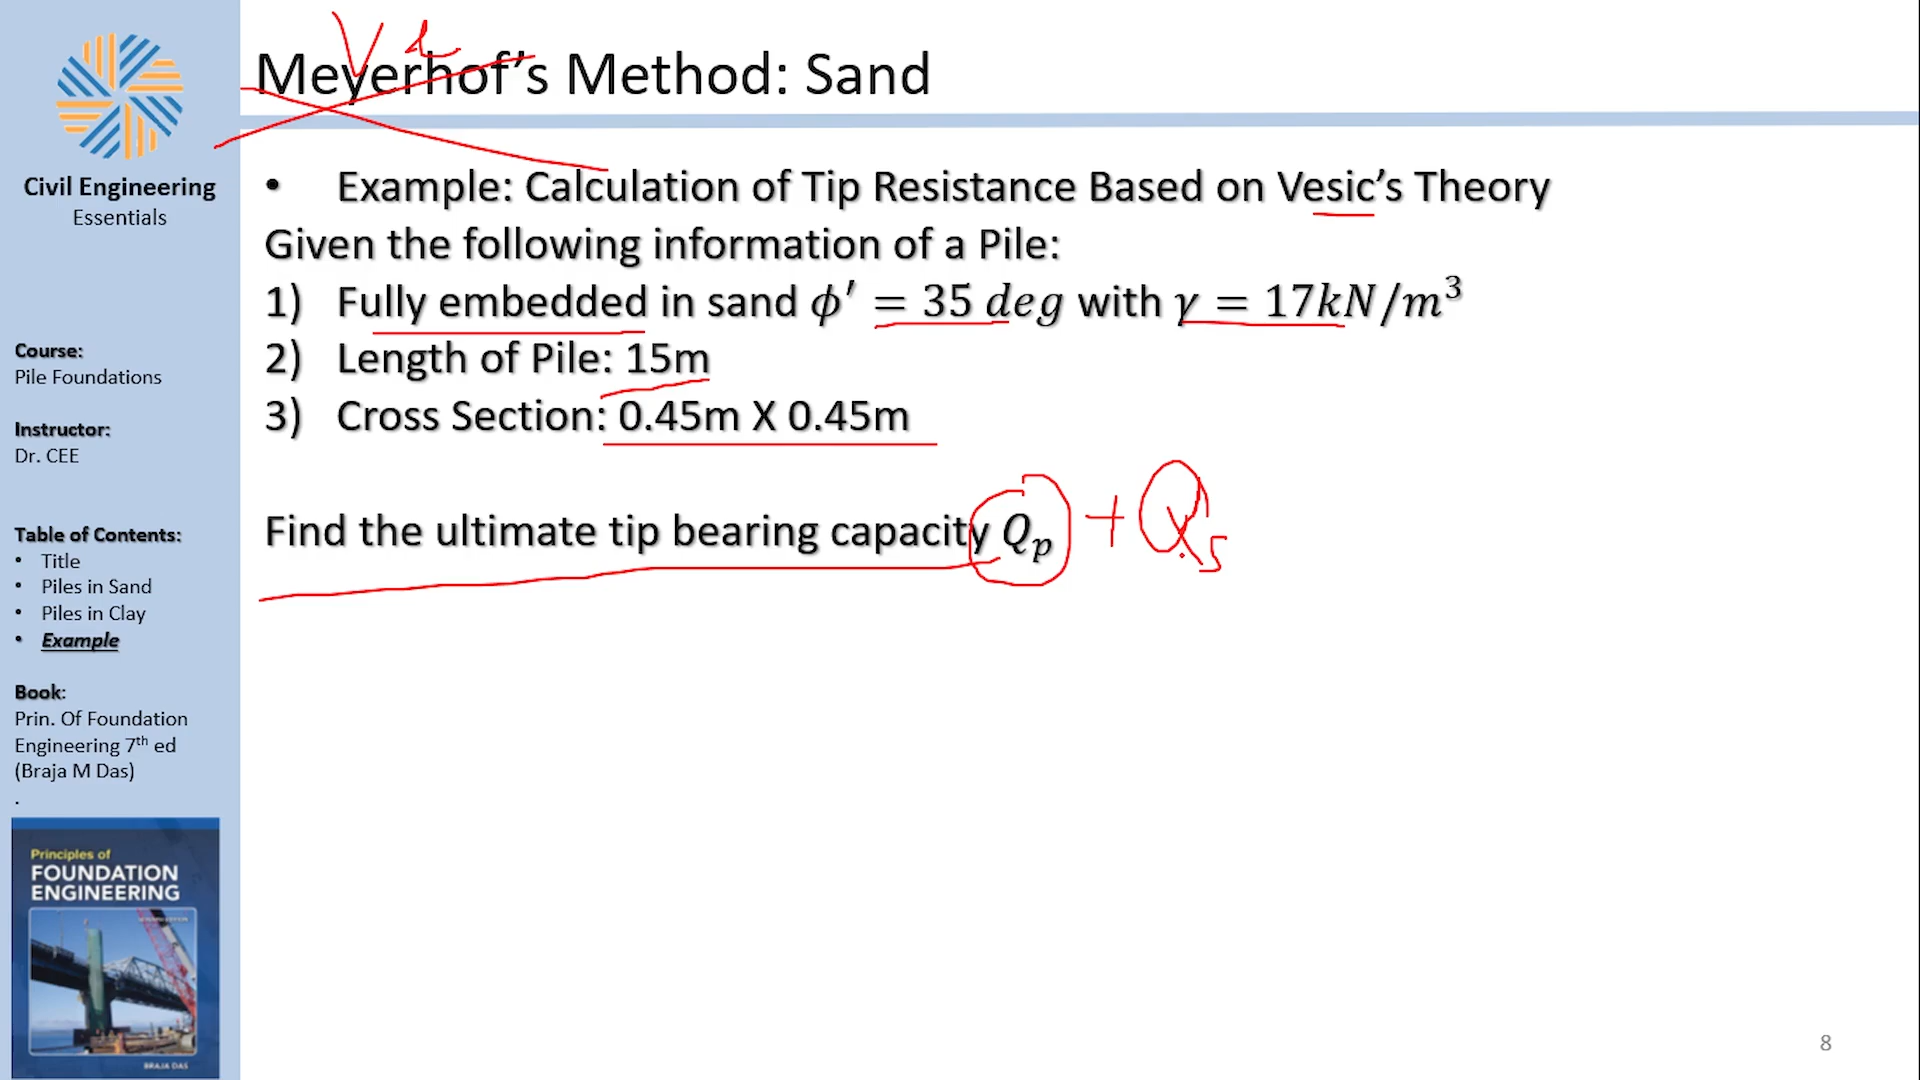 Meyerhof's Method: Sand
V e
Civil Engineering
Essentials
Course:
Pile Foundations
Instructor:
Dr. CEE
Table of Contents:
• Title
• Piles in Sand
• Piles in Clay
• Example
Book:
Prin. Of Foundation
Engineering 7th ed
(Braja M Das)
.
Principles of
FOUNDATION
ENGINEERING
BRAJA DAS
• Example: Calculation of Tip Resistance Based on Vesic's Theory
Given the following information of a Pile:
1) Fully embedded in sand ϕ′ = 35 deg with γ = 17kN/m³
2) Length of Pile: 15m
3) Cross Section: 0.45m X 0.45m
Find the ultimate tip bearing capacity Qₚ + Qs
8